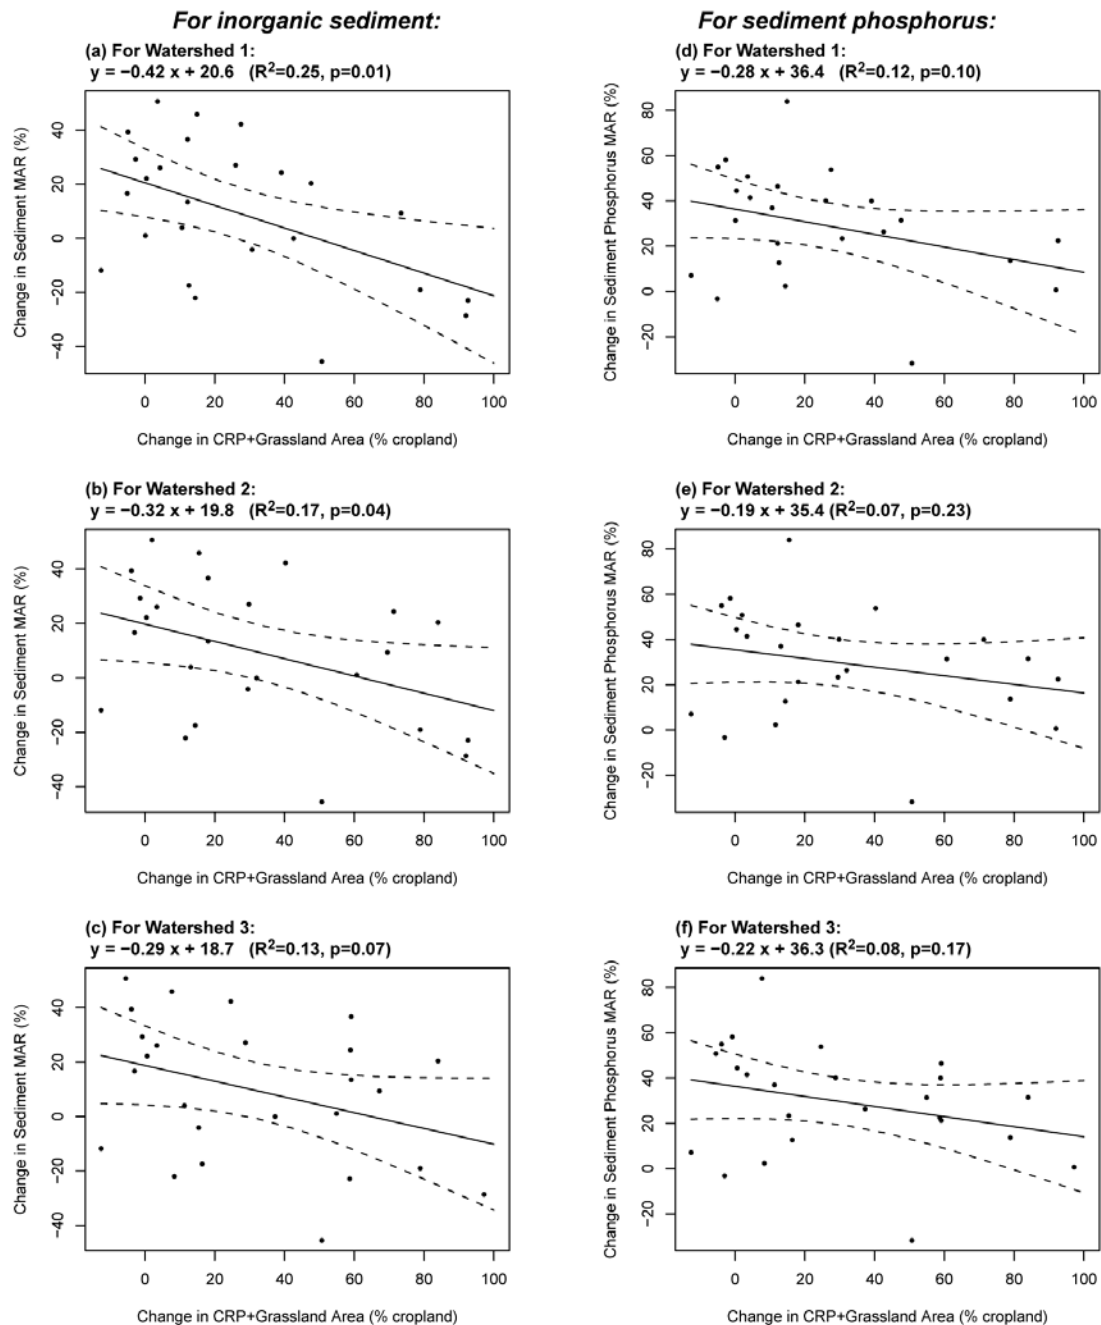 For inorganic sediment:
(a) For Watershed 1:
y = −0.42 x + 20.6 (R²=0.25, p=0.01)
Change in Sediment MAR (%)
40
20
0
−20
−40
0 20 40 60 80 100
Change in CRP+Grassland Area (% cropland)
(b) For Watershed 2:
y = −0.32 x + 19.8 (R²=0.17, p=0.04)
Change in Sediment MAR (%)
40
20
0
−20
−40
0 20 40 60 80 100
Change in CRP+Grassland Area (% cropland)
(c) For Watershed 3:
y = −0.29 x + 18.7 (R²=0.13, p=0.07)
Change in Sediment MAR (%)
40
20
0
−20
−40
0 20 40 60 80 100
Change in CRP+Grassland Area (% cropland)
For sediment phosphorus:
(d) For Watershed 1:
y = −0.28 x + 36.4 (R²=0.12, p=0.10)
Change in Sediment Phosphorus MAR (%)
80
60
40
20
0
−20
0 20 40 60 80 100
Change in CRP+Grassland Area (% cropland)
(e) For Watershed 2:
y = −0.19 x + 35.4 (R²=0.07, p=0.23)
Change in Sediment Phosphorus MAR (%)
80
60
40
20
0
−20
0 20 40 60 80 100
Change in CRP+Grassland Area (% cropland)
(f) For Watershed 3:
y = −0.22 x + 36.3 (R²=0.08, p=0.17)
Change in Sediment Phosphorus MAR (%)
80
60
40
20
0
−20
0 20 40 60 80 100
Change in CRP+Grassland Area (% cropland)